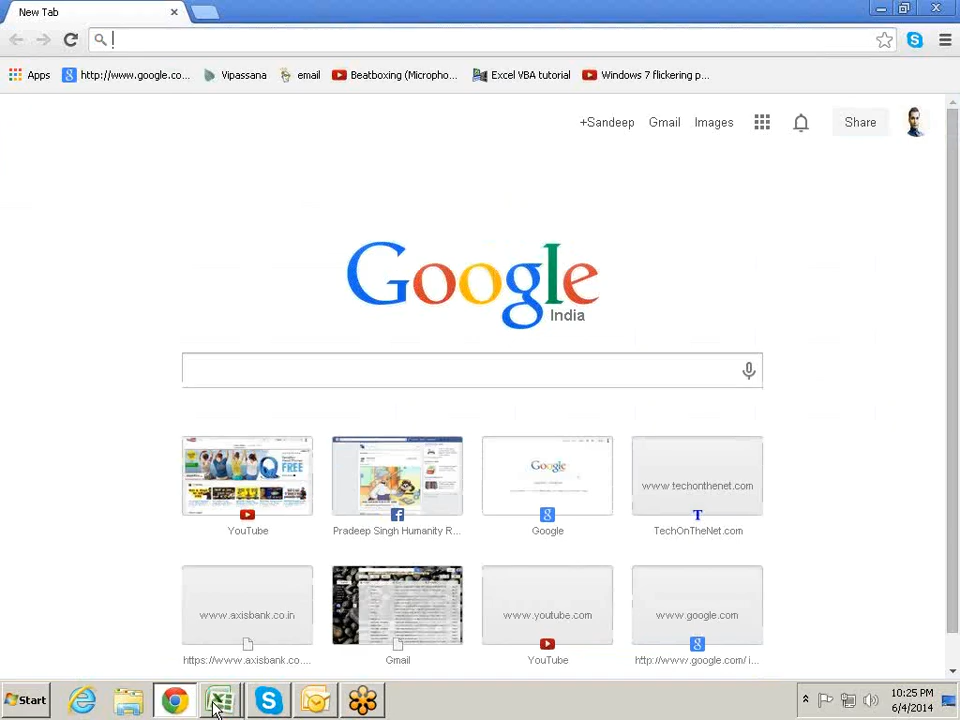 New Tab
Apps http://www.google.co... Vipassana email Beatboxing (Micropho... Excel VBA tutorial Windows 7 flickering p...
+Sandeep Gmail Images Share
Google
India
YouTube Pradeep Singh Humanity R... Google TechOnTheNet.com
www.techonthenet.com
www.axisbank.co.in www.youtube.com www.google.com
https://www.axisbank.co.... Gmail YouTube http://www.google.com/ i...
Start
10:25 PM
6/4/2014